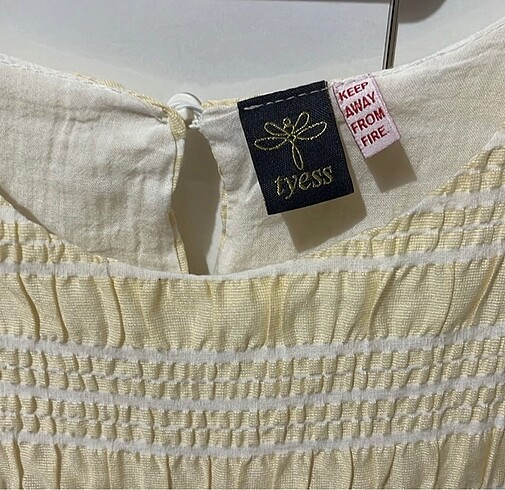 tyess
KEEP
AWAY
FROM
FIRE